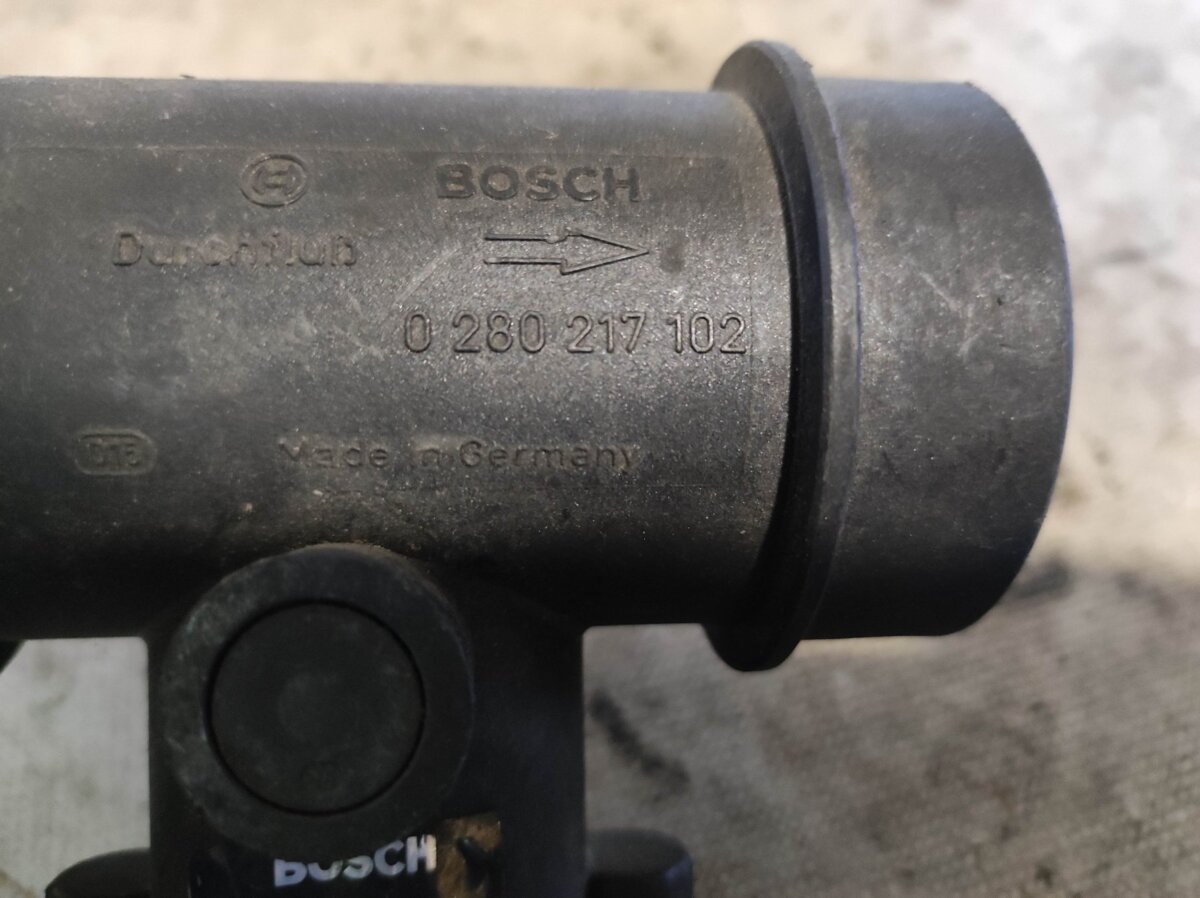 BOSCH
Durchfluß
0 280 217 102
Made in Germany
BOSCH